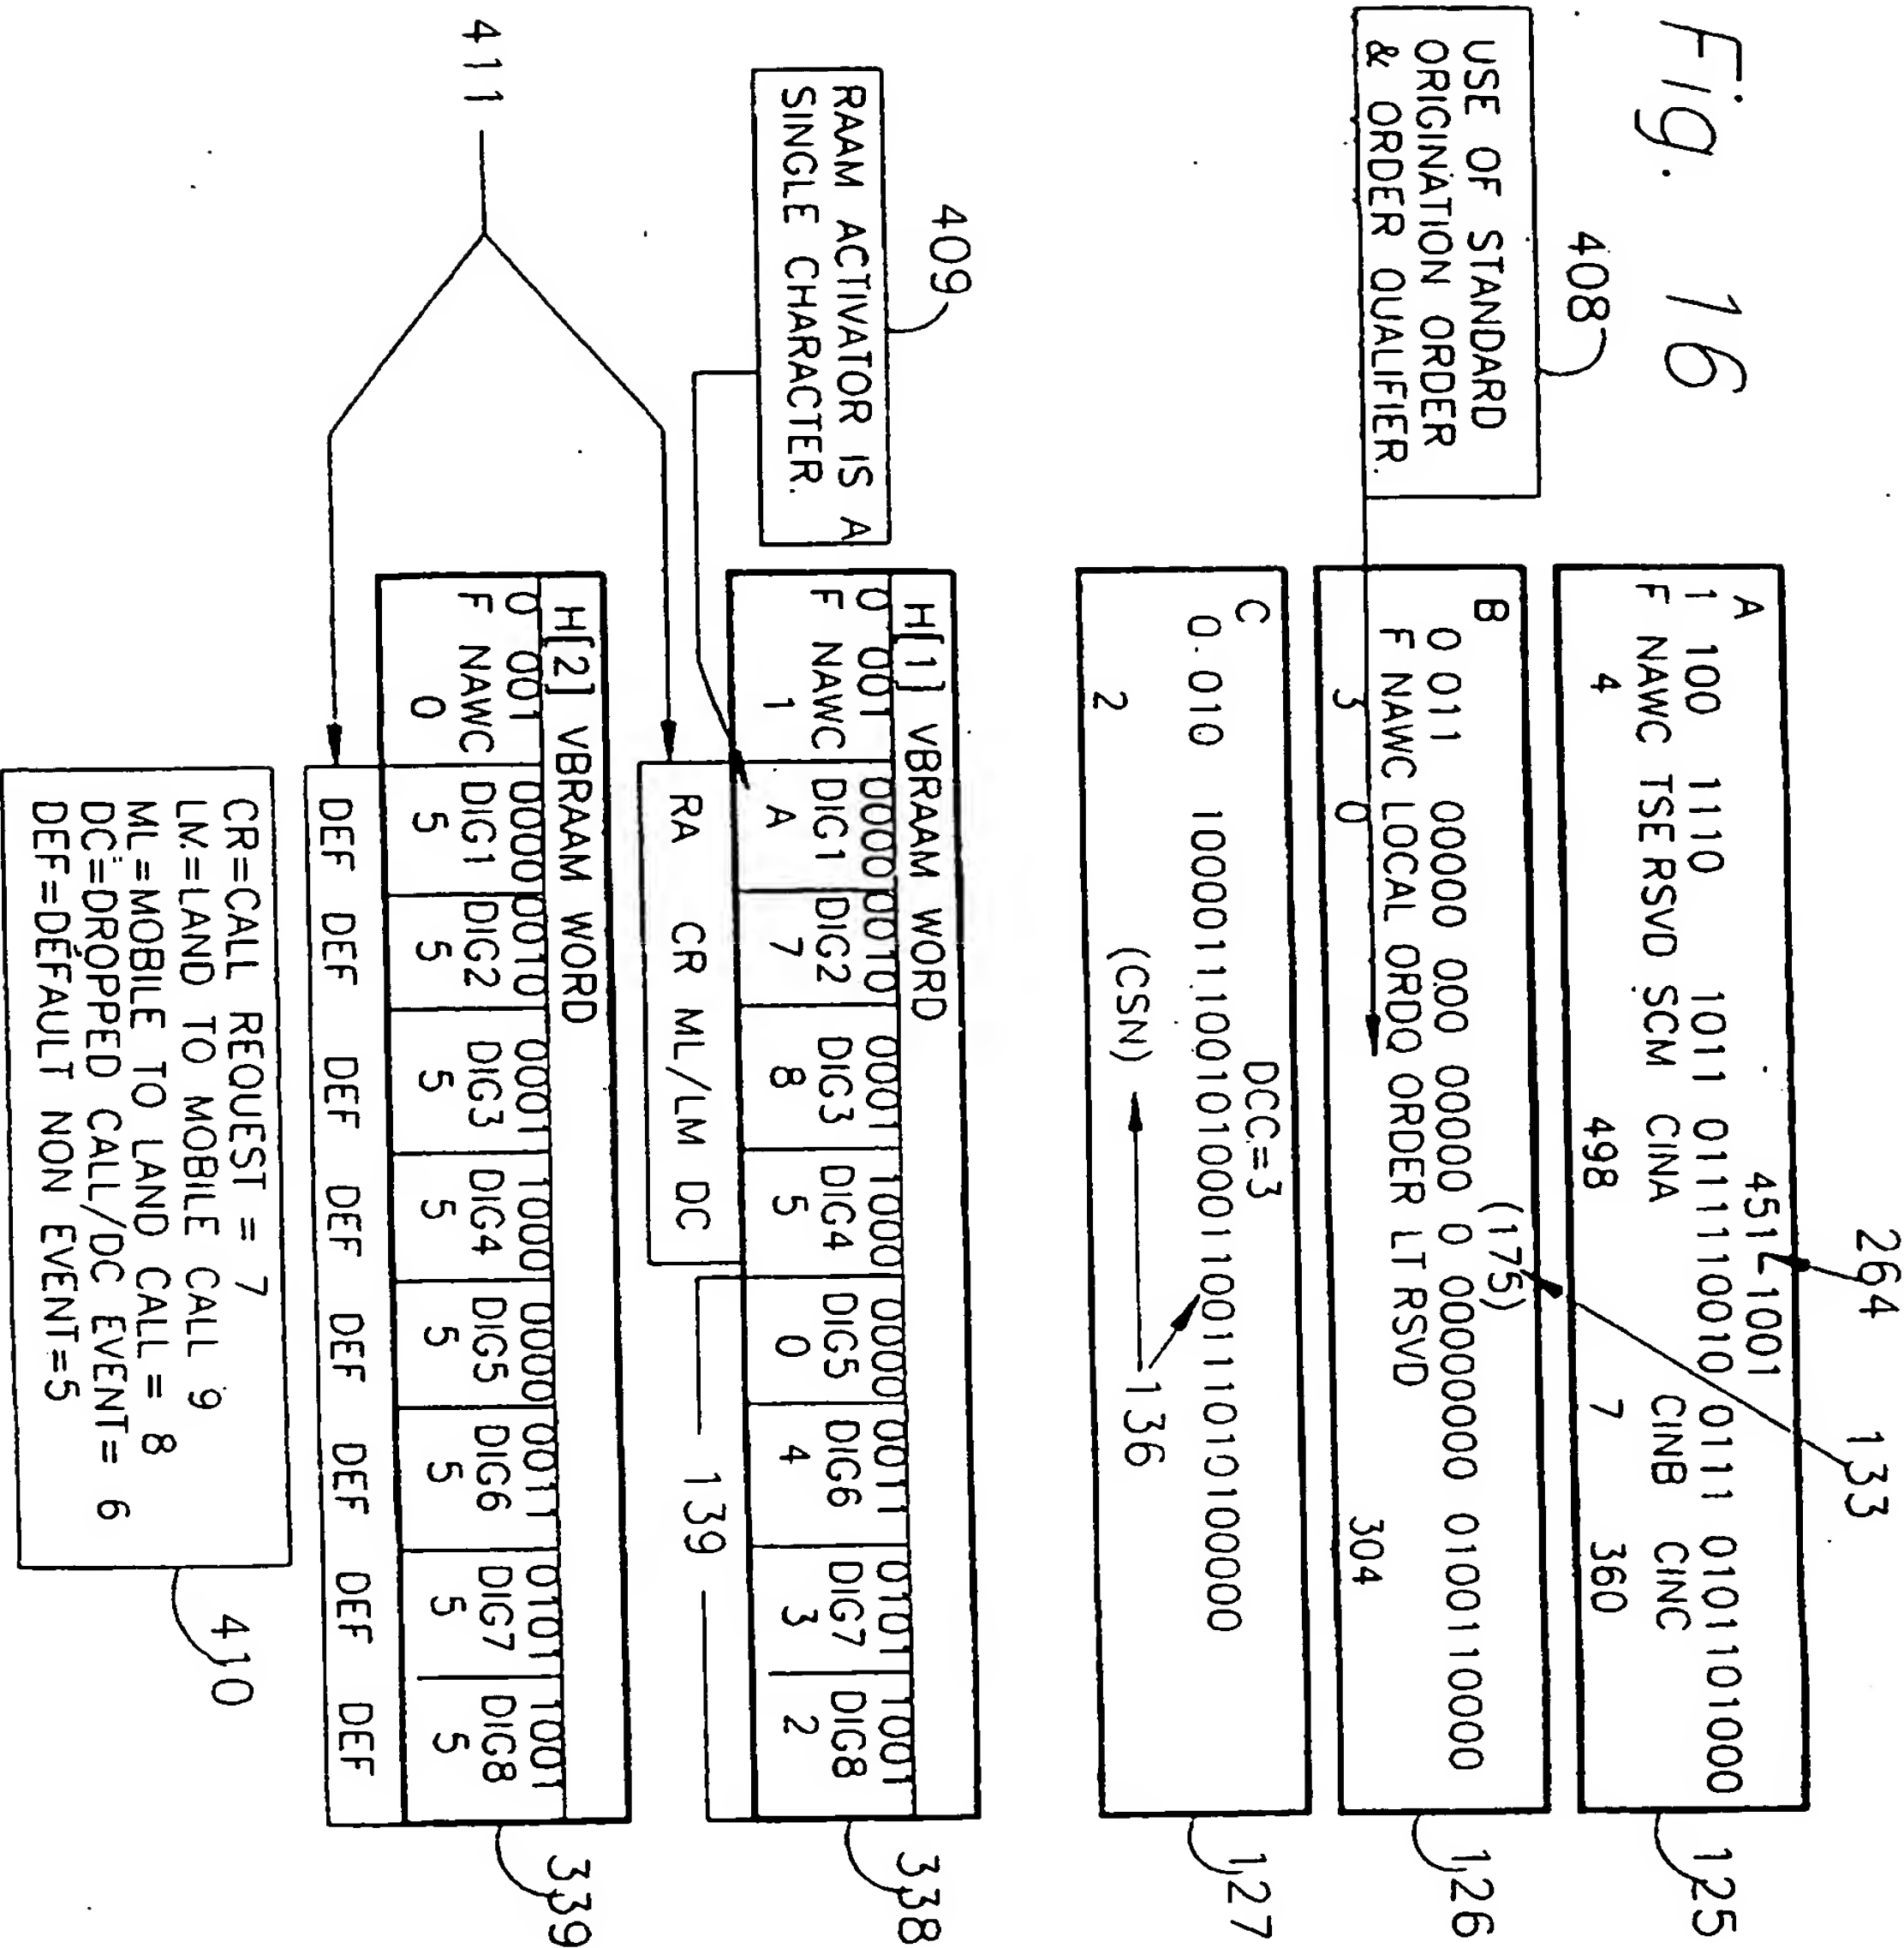 Fig. 16
408
USE OF STANDARD
ORIGINATION ORDER
& ORDER QUALIFIER.
264
133
A
451-1001
1 100 1110 1011 0111110010 0111 0101101000
F NAWC TSERSVD SCM CINA CINB CINC
4 498 7 360
125
B
(175)
0 011 00000 000 00000 0 00000000 0100110000
F NAWC LOCAL ORDQ ORDER LT RSVD
3 0 304
126
C
DCC=3
0 010
(CSN)
136
2
127
409
RAAM ACTIVATOR IS A
SINGLE CHARACTER.
H[1] VBRAAM WORD
0 001 0000 0010 0001 1000 0000 0011 0101 1001
F NAWC DIG1 DIG2 DIG3 DIG4 DIG5 DIG6 DIG7 DIG8
1 A 7 8 5 0 4 3 2
338
RA CR ML/LM DC
139
411
H[2] VBRAAM WORD
0 001 0000 0010 0001 1000 0000 0011 0101 1001
F NAWC DIG1 DIG2 DIG3 DIG4 DIG5 DIG6 DIG7 DIG8
0 5 5 5 5 5 5 5 5
339
DEF DEF DEF DEF DEF DEF DEF DEF
CR=CALL REQUEST = 7
LM=LAND TO MOBILE CALL 9
ML=MOBILE TO LAND CALL = 8
DC=DROPPED CALL/DC EVENT= 6
DEF=DEFAULT NON EVENT=5
410